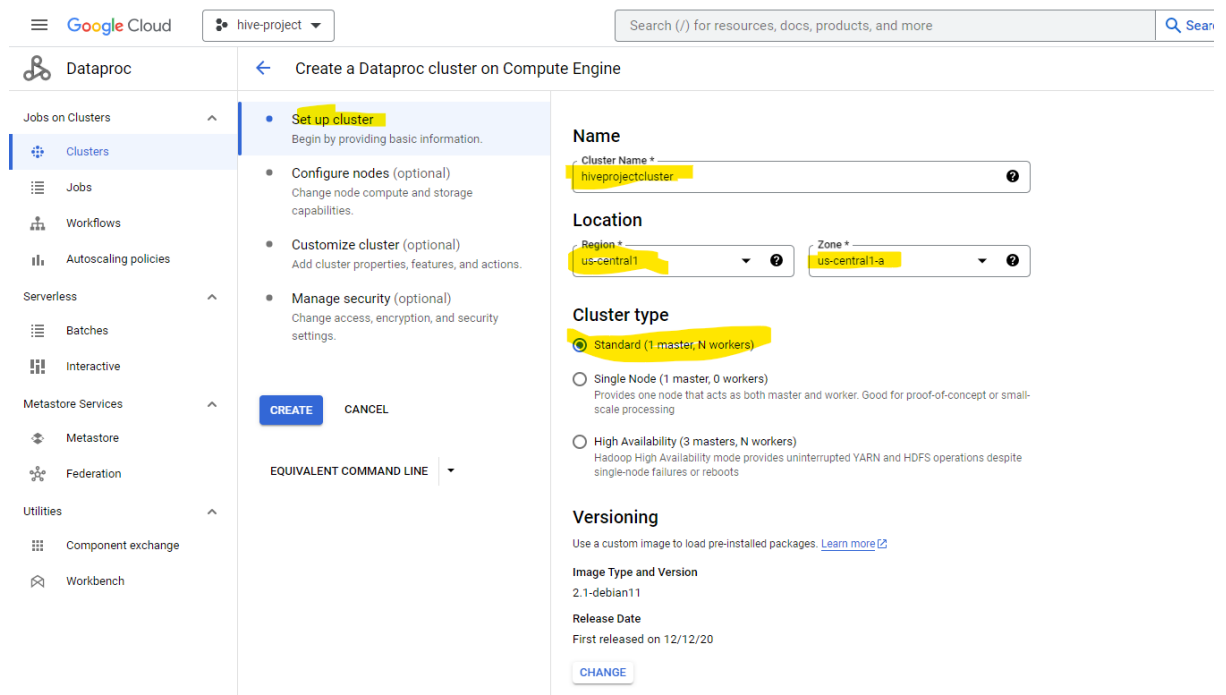 Google Cloud
hive-project
Search (/) for resources, docs, products, and more
Dataproc
Create a Dataproc cluster on Compute Engine
Jobs on Clusters
Clusters
Jobs
Workflows
Autoscaling policies
Serverless
Batches
Interactive
Metastore Services
Metastore
Federation
Utilities
Component exchange
Workbench
Set up cluster
Begin by providing basic information.
Configure nodes (optional)
Change node compute and storage
capabilities.
Customize cluster (optional)
Add cluster properties, features, and actions.
Manage security (optional)
Change access, encryption, and security
settings.
CREATE
CANCEL
EQUIVALENT COMMAND LINE
Name
Cluster Name *
hiveprojectcluster
Location
Region *
us-central1
Zone *
us-central1-a
Cluster type
Standard (1 master, N workers)
Single Node (1 master, 0 workers)
Provides one node that acts as both master and worker. Good for proof-of-concept or small-
scale processing
High Availability (3 masters, N workers)
Hadoop High Availability mode provides uninterrupted YARN and HDFS operations despite
single-node failures or reboots
Versioning
Use a custom image to load pre-installed packages. Learn more
Image Type and Version
2.1-debian11
Release Date
First released on 12/12/20
CHANGE